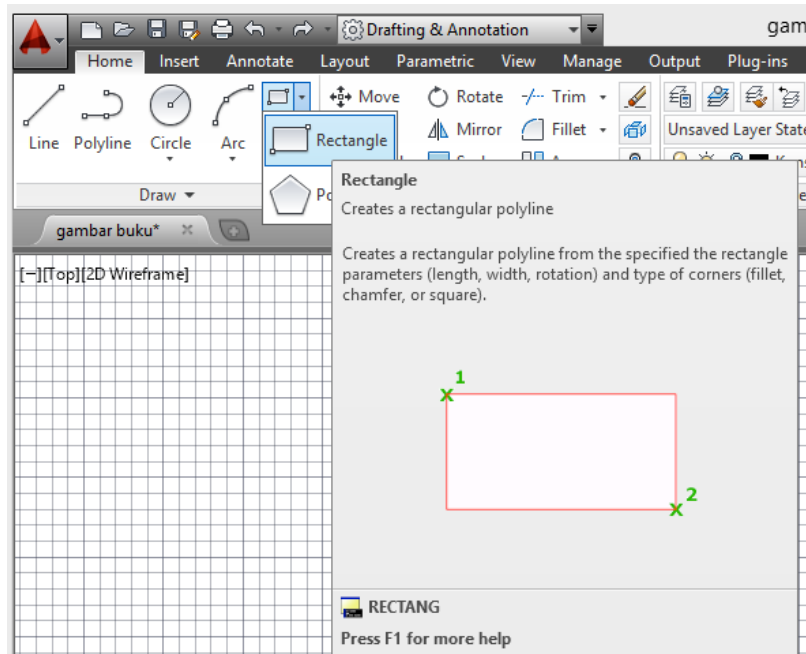 Drafting & Annotation
gam
Home Insert Annotate Layout Parametric View Manage Output Plug-ins
Line Polyline Circle Arc
Move Rotate Trim
Mirror Fillet
Unsaved Layer State
Rectangle
Draw
gambar buku*
[−][Top][2D Wireframe]
Rectangle
Creates a rectangular polyline
Creates a rectangular polyline from the specified the rectangle
parameters (length, width, rotation) and type of corners (fillet,
chamfer, or square).
1
2
RECTANG
Press F1 for more help